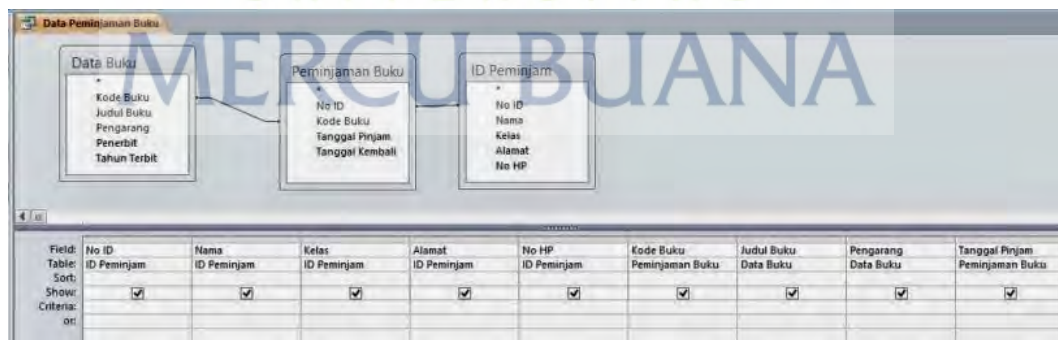 Data Peminjaman Buku
MERCU BUANA
Data Buku
*
Kode Buku
Judul Buku
Pengarang
Penerbit
Tahun Terbit
Peminjaman Buku
*
No ID
Kode Buku
Tanggal Pinjam
Tanggal Kembali
ID Peminjam
*
No ID
Nama
Kelas
Alamat
No HP
Field: No ID Nama Kelas Alamat No HP Kode Buku Judul Buku Pengarang Tanggal Pinjam
Table: ID Peminjam ID Peminjam ID Peminjam ID Peminjam ID Peminjam Peminjaman Buku Data Buku Data Buku Peminjaman Buku
Sort:
Show:
Criteria:
or: